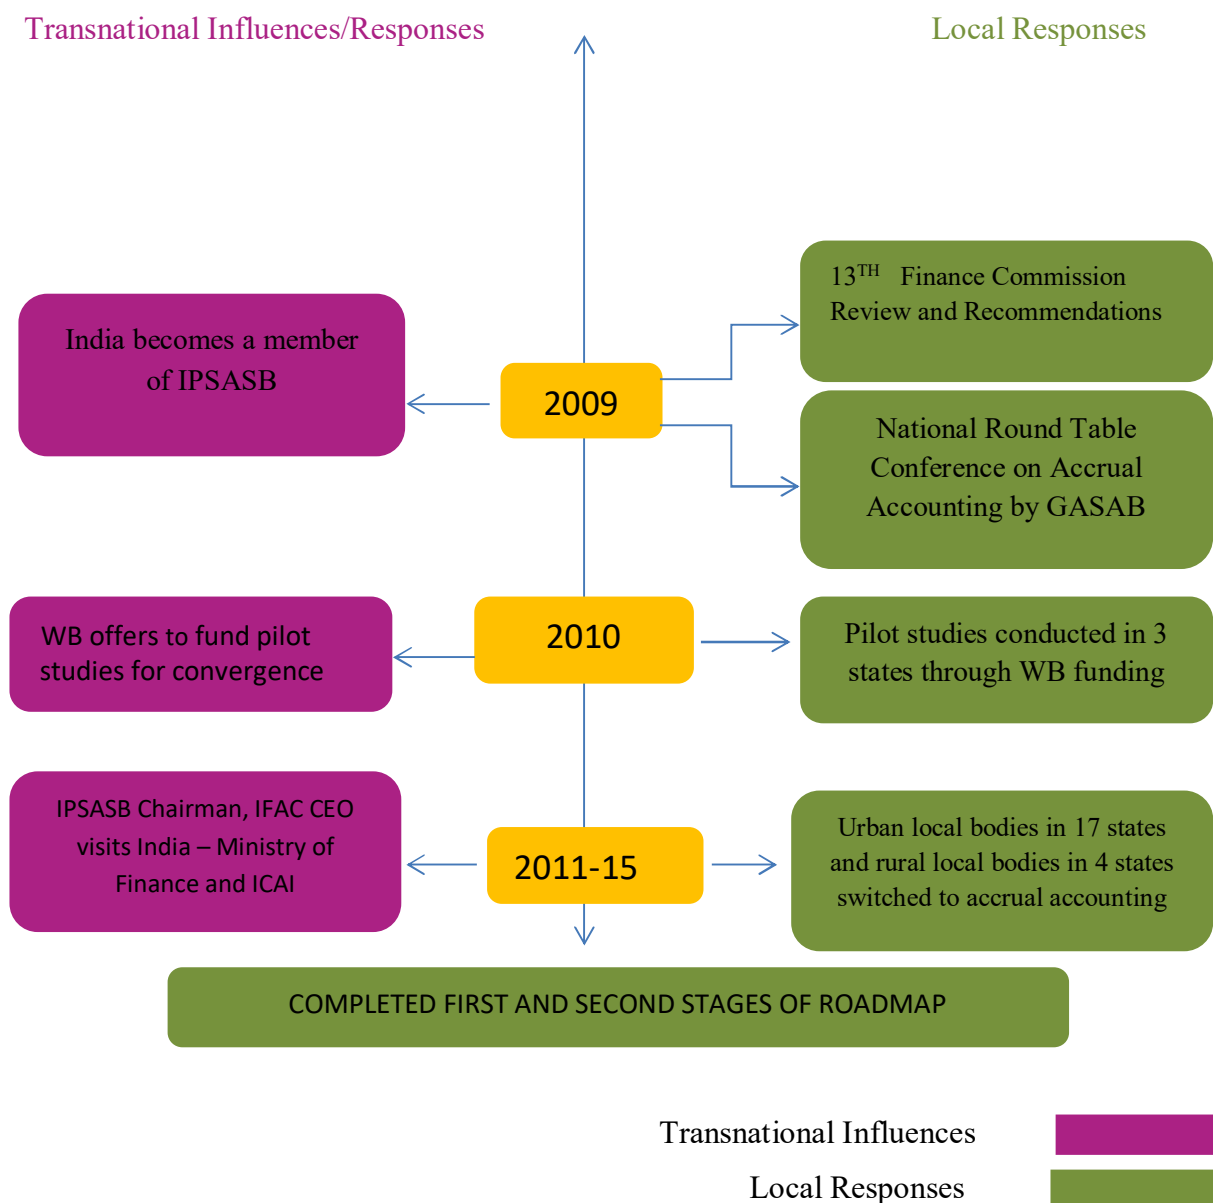 Transnational Influences/Responses
Local Responses
13TH Finance Commission
Review and Recommendations
India becomes a member
of IPSASB
2009
National Round Table
Conference on Accrual
Accounting by GASAB
WB offers to fund pilot
studies for convergence
2010
Pilot studies conducted in 3
states through WB funding
IPSASB Chairman, IFAC CEO
visits India – Ministry of
Finance and ICAI
2011-15
Urban local bodies in 17 states
and rural local bodies in 4 states
switched to accrual accounting
COMPLETED FIRST AND SECOND STAGES OF ROADMAP
Transnational Influences
Local Responses